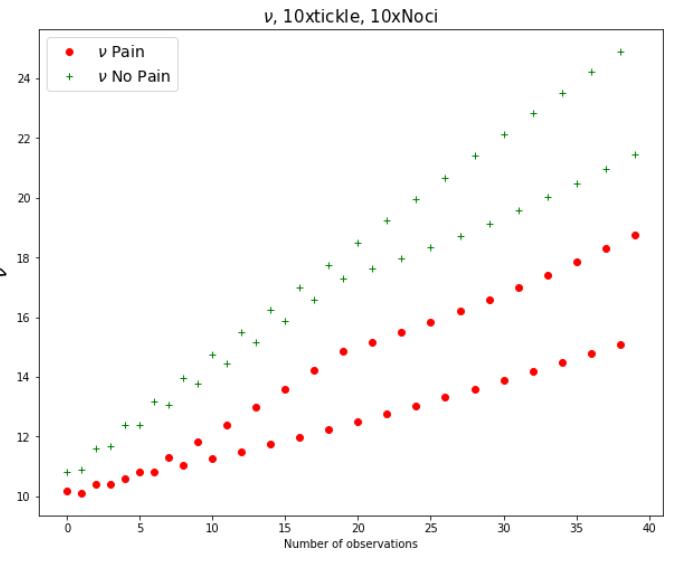 ν, 10xtickle, 10xNoci
ν Pain
ν No Pain
24
22
20
18
16
14
12
10
ν
0 5 10 15 20 25 30 35 40
Number of observations